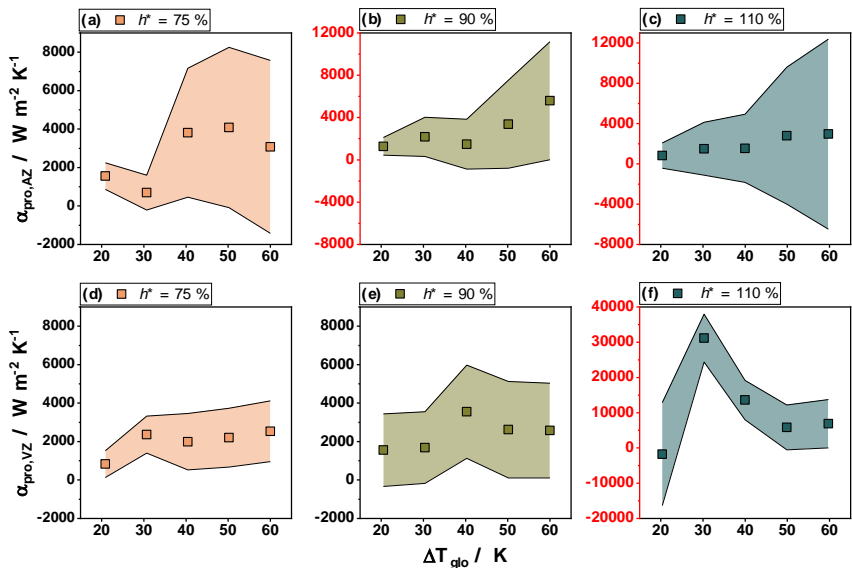 (a) h* = 75 %
(b) h* = 90 %
(c) h* = 110 %
α_pro,AZ / W m⁻² K⁻¹
8000
6000
4000
2000
0
-2000
20 30 40 50 60
12000
8000
4000
0
-4000
-8000
20 30 40 50 60
12000
8000
4000
0
-4000
-8000
20 30 40 50 60
(d) h* = 75 %
(e) h* = 90 %
(f) h* = 110 %
α_pro,VZ / W m⁻² K⁻¹
8000
6000
4000
2000
0
-2000
20 30 40 50 60
8000
6000
4000
2000
0
-2000
20 30 40 50 60
40000
30000
20000
10000
0
-10000
-20000
20 30 40 50 60
ΔT_glo / K